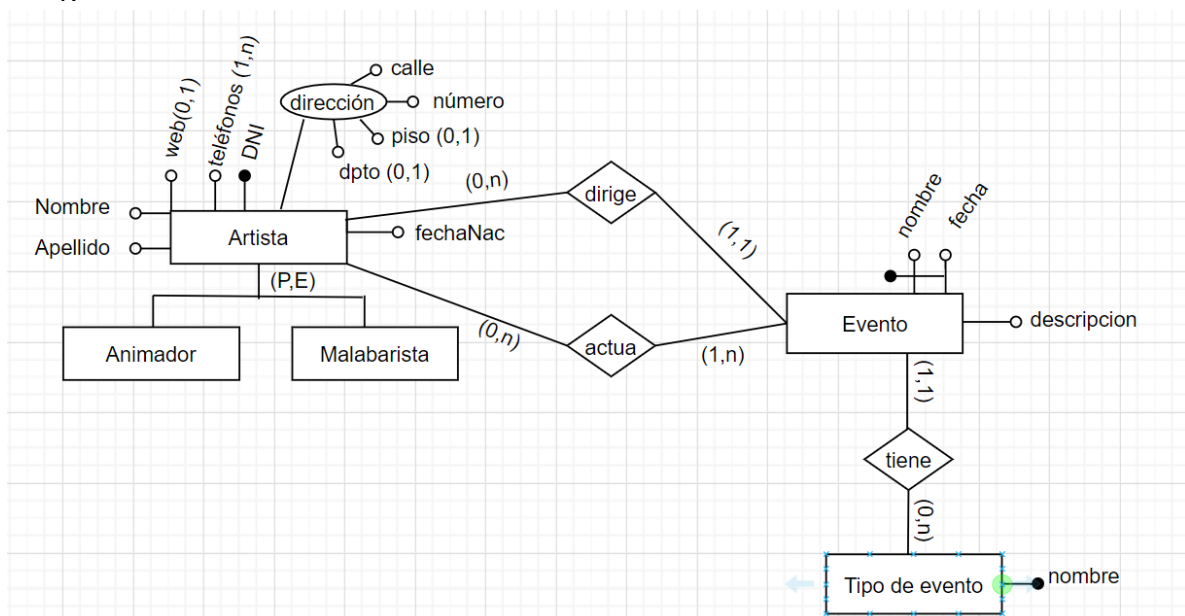 calle
dirección
número
piso (0,1)
dpto (0,1)
web(0,1)
teléfonos (1,n)
DNI
(0,n)
dirige
nombre
fecha
Nombre
Artista
fechaNac
Apellido
(1,1)
(P,E)
Evento
descripcion
(0,n)
actua
(1,n)
Animador
Malabarista
(1,1)
tiene
(0,n)
Tipo de evento
nombre